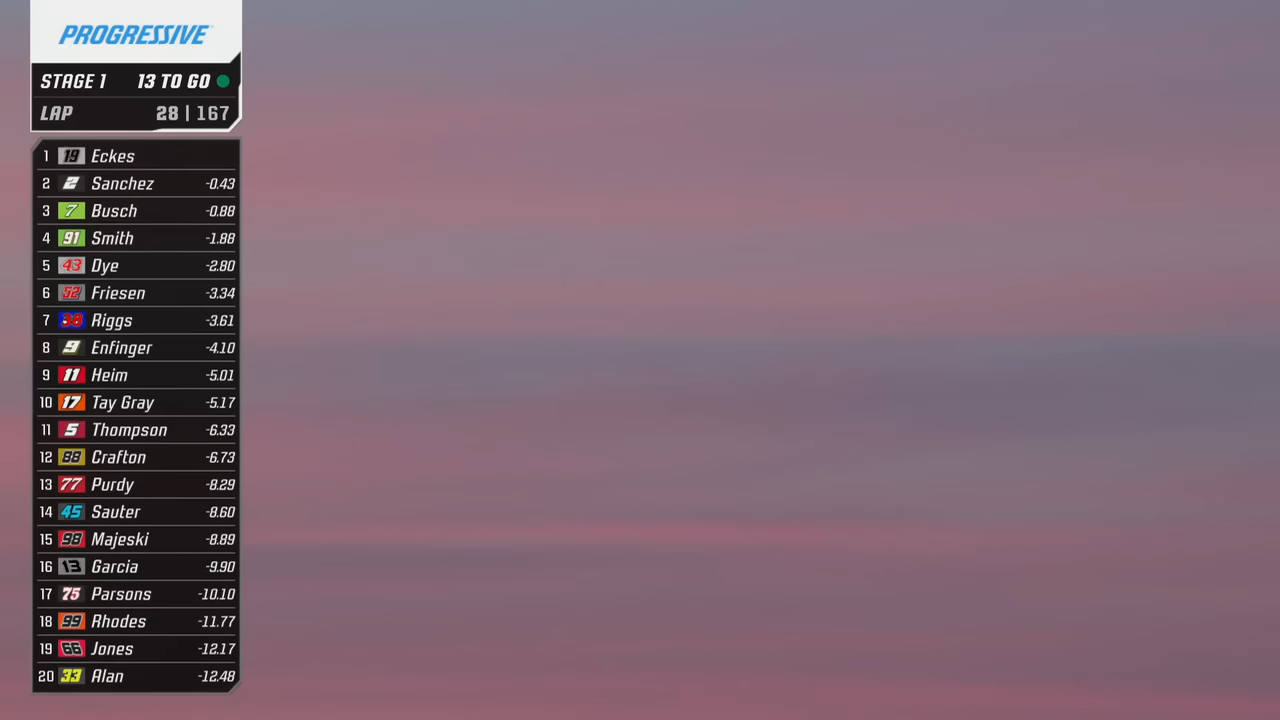 PROGRESSIVE
STAGE 1 13 TO GO
LAP 28 | 167
1 19 Eckes
2 2 Sanchez -0.43
3 7 Busch -0.88
4 91 Smith -1.88
5 43 Dye -2.80
6 52 Friesen -3.34
7 38 Riggs -3.61
8 9 Enfinger -4.10
9 11 Heim -5.01
10 17 Tay Gray -5.17
11 5 Thompson -6.33
12 88 Crafton -6.73
13 77 Purdy -8.29
14 45 Sauter -8.60
15 98 Majeski -8.89
16 13 Garcia -9.90
17 75 Parsons -10.10
18 99 Rhodes -11.77
19 66 Jones -12.17
20 33 Alan -12.48